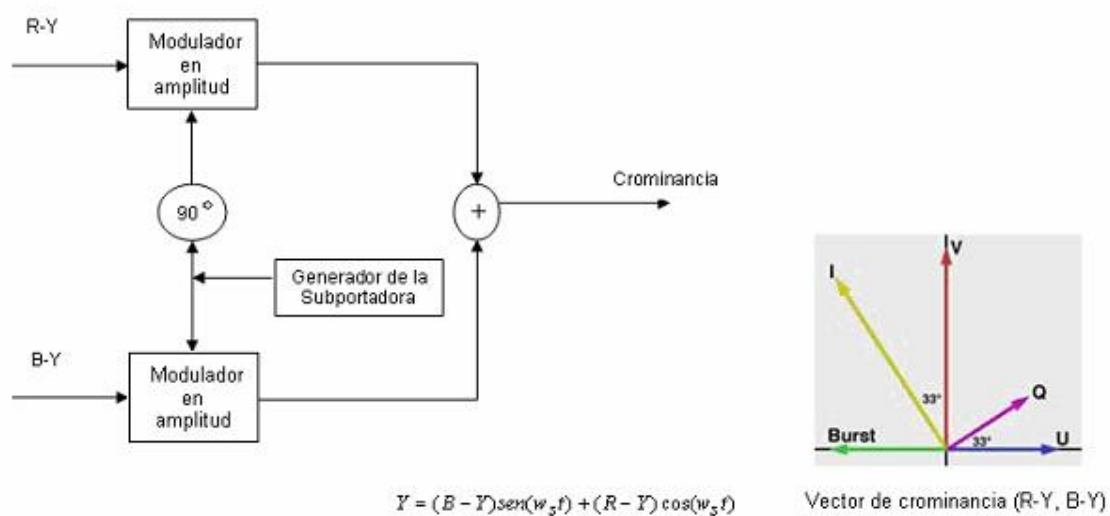 R-Y
Modulador
en
amplitud
90°
Crominancia
+
Generador de la
Subportadora
B-Y
Modulador
en
amplitud
V
I
33°
Q
Burst
33°
U
Y = (B − Y)sen(w_s t) + (R − Y) cos(w_s t)
Vector de crominancia (R-Y, B-Y)